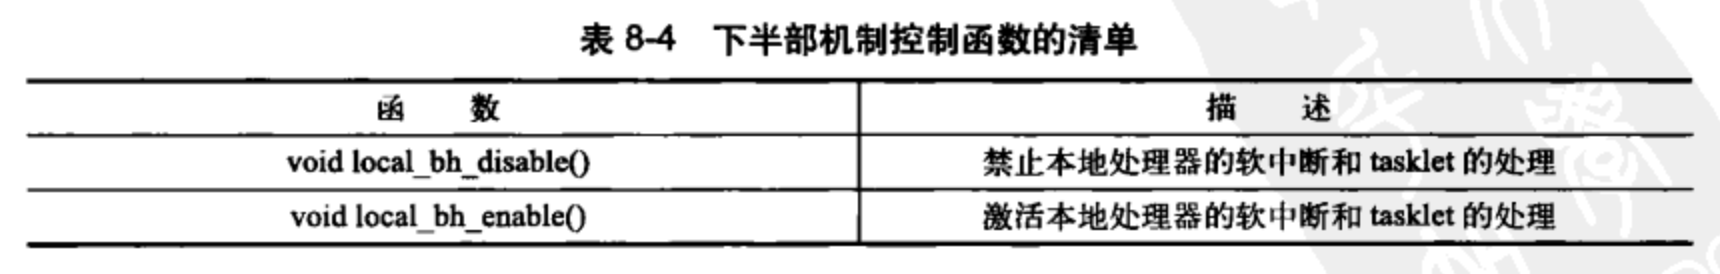 表 8-4 下半部机制控制函数的清单
函 数 描 述
void local_bh_disable() 禁止本地处理器的软中断和 tasklet 的处理
void local_bh_enable() 激活本地处理器的软中断和 tasklet 的处理